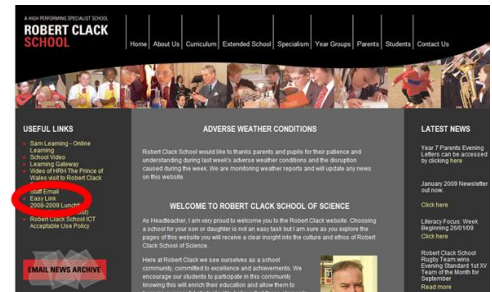 A HIGH PERFORMING SPECIALIST SCHOOL
ROBERT CLACK
SCHOOL
Home About Us Curriculum Extended School Specialism Year Groups Parents Students Contact Us
USEFUL LINKS
Sam Learning - Online
Learning
School Video
Learning Gateway
Video of HRH The Prince of
Wales visit to Robert Clack
Staff Email
Easy Link
2008-2009 Lunch
Robert Clack School ICT
Acceptable Use Policy
EMAIL NEWS ARCHIVE
ADVERSE WEATHER CONDITIONS
Robert Clack School would like to thanks parents and pupils for their patience and
understanding during last week's adverse weather conditions and the disruption
caused during the week. We are monitoring weather reports and will update any news
on this website.
WELCOME TO ROBERT CLACK SCHOOL OF SCIENCE
As Headteacher, I am very proud to welcome you to the Robert Clack website. Choosing
a school for your son or daughter is not an easy task but I am sure as you explore the
pages of this website you will receive a clear insight into the culture and ethos of Robert
Clack School of Science.
Here at Robert Clack we see ourselves as a school
community, committed to excellence and achievements. We
encourage our students to participate in this community
knowing this will enrich their education and allow them to
LATEST NEWS
Year 7 Parents Evening
Letters can be accessed
by clicking here
January 2009 Newsletter
out now.
Click here
Literacy Focus: Week
Beginning 26/01/09
Click here
Robert Clack School
Rugby Team wins
Evening Standard 1st XV
Team of the Month for
September
Read more